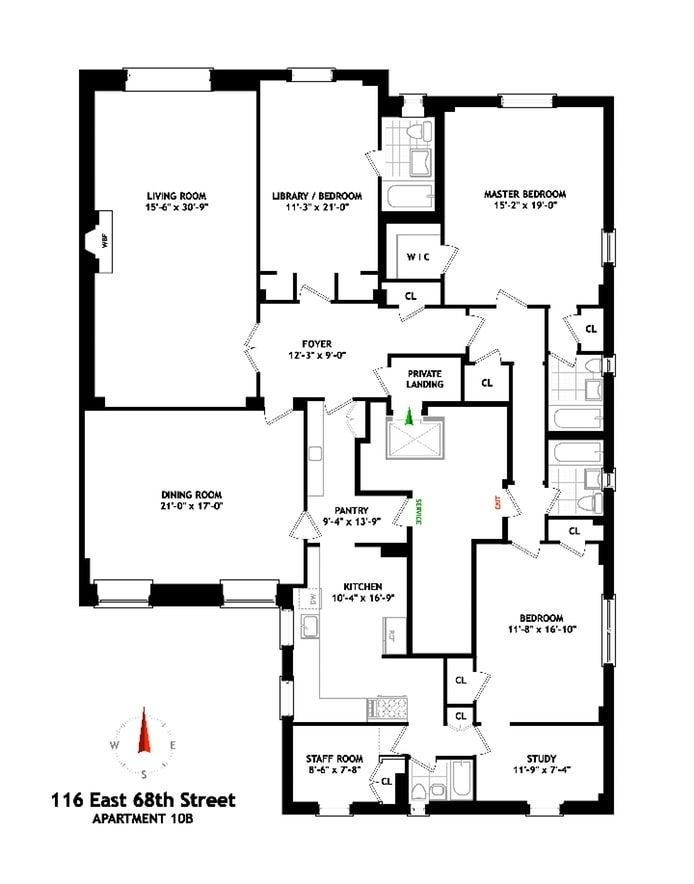 LIVING ROOM
15'-6" x 30'-9"
WBF
LIBRARY / BEDROOM
11'-3" x 21'-0"
MASTER BEDROOM
15'-2" x 19'-0"
WIC
CL
CL
FOYER
12'-3" x 9'-0"
PRIVATE
LANDING
CL
DINING ROOM
21'-0" x 17'-0"
PANTRY
9'-4" x 13'-9"
SERVICE
EXIT
CL
KITCHEN
10'-4" x 16'-9"
DW
REF
BEDROOM
11'-8" x 16'-10"
CL
CL
STAFF ROOM
8'-6" x 7'-8"
CL
STUDY
11'-9" x 7'-4"
W
E
S
116 East 68th Street
APARTMENT 10B